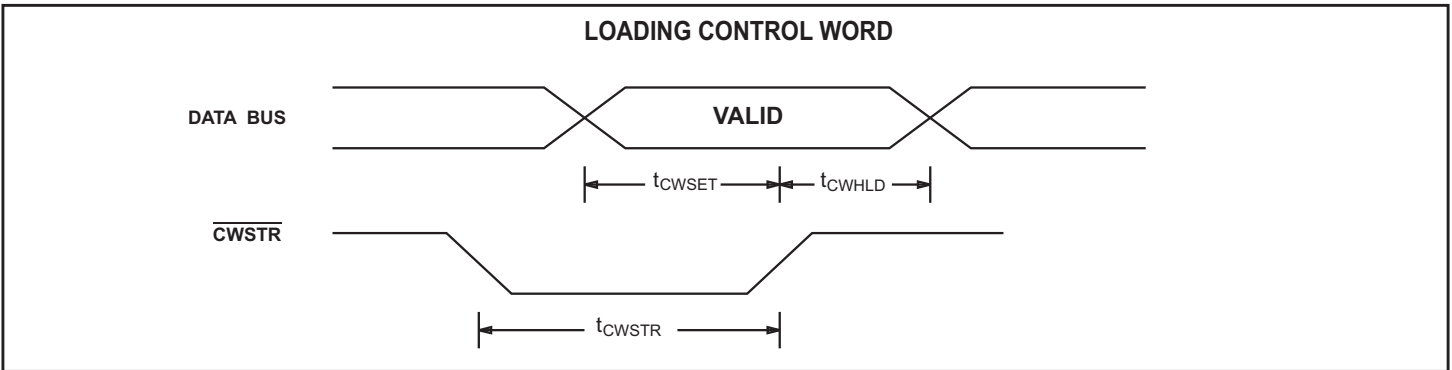 LOADING CONTROL WORD
DATA BUS
VALID
tCWSET
tCWHLD
CWSTR
tCWSTR